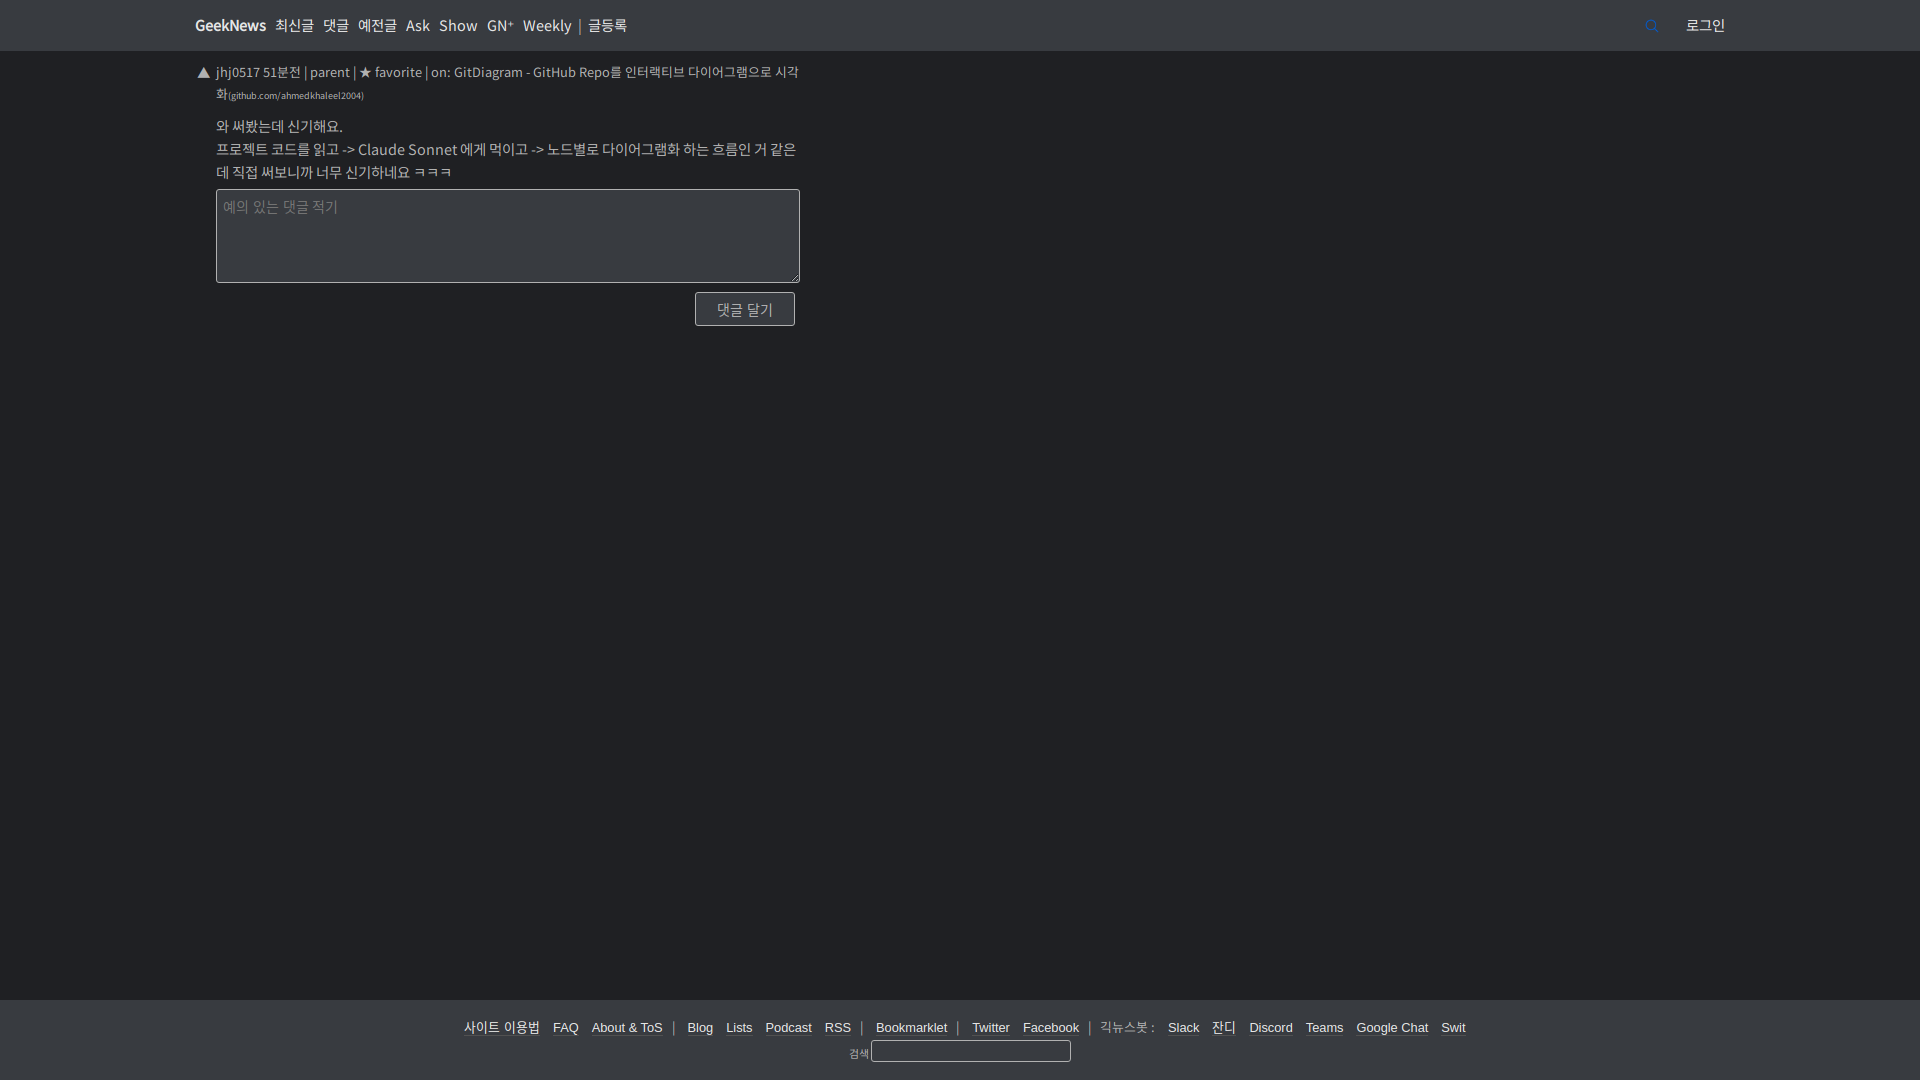 GeekNews 최신글 댓글 예전글 Ask Show GN⁺ Weekly | 글등록 로그인
▲ jhj0517 51분전 | parent | ★ favorite | on: GitDiagram - GitHub Repo를 인터랙티브 다이어그램으로 시각
화(github.com/ahmedkhaleel2004)
와 써봤는데 신기해요.
프로젝트 코드를 읽고 -> Claude Sonnet 에게 먹이고 -> 노드별로 다이어그램화 하는 흐름인 거 같은
데 직접 써보니까 너무 신기하네요 ㅋㅋㅋ
예의 있는 댓글 적기
댓글 달기
사이트 이용법 FAQ About & ToS | Blog Lists Podcast RSS | Bookmarklet | Twitter Facebook | 긱뉴스봇 : Slack 잔디 Discord Teams Google Chat Swit
검색